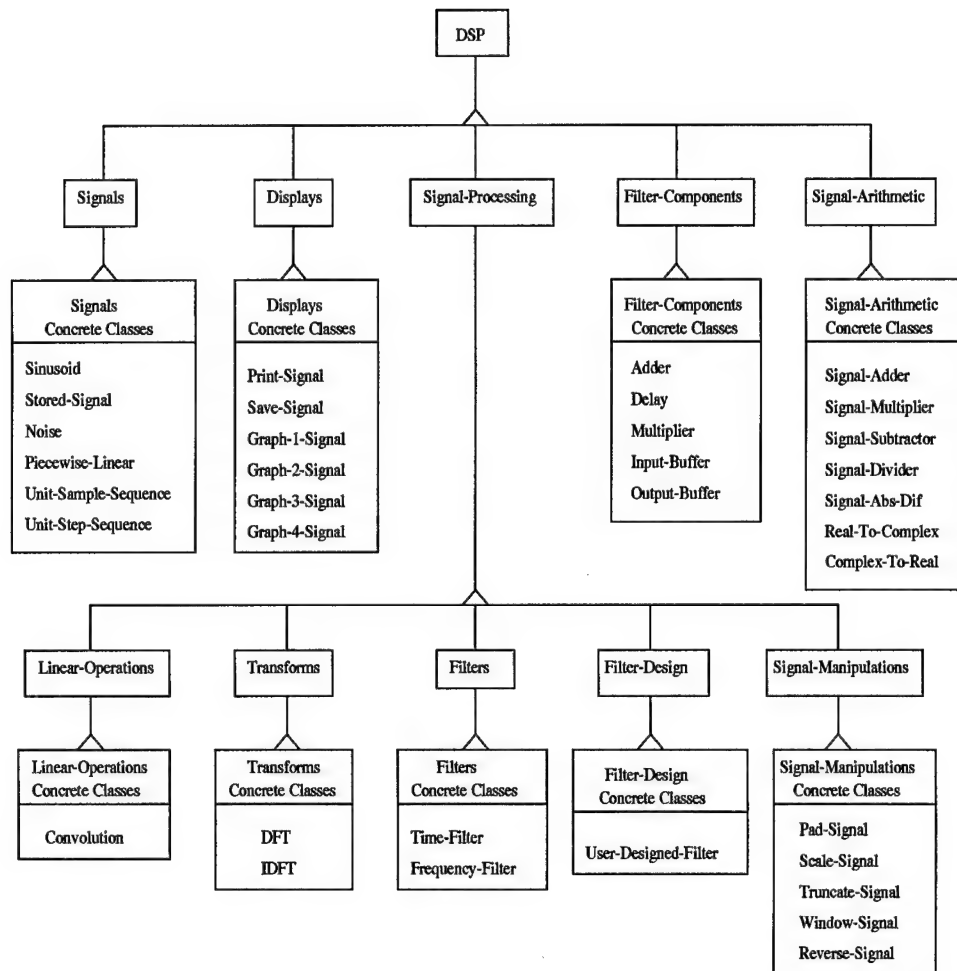 DSP
Signals
Displays
Signal-Processing
Filter-Components
Signal-Arithmetic
Signals
Concrete Classes
Sinusoid
Stored-Signal
Noise
Piecewise-Linear
Unit-Sample-Sequence
Unit-Step-Sequence
Displays
Concrete Classes
Print-Signal
Save-Signal
Graph-1-Signal
Graph-2-Signal
Graph-3-Signal
Graph-4-Signal
Filter-Components
Concrete Classes
Adder
Delay
Multiplier
Input-Buffer
Output-Buffer
Signal-Arithmetic
Concrete Classes
Signal-Adder
Signal-Multiplier
Signal-Subtractor
Signal-Divider
Signal-Abs-Dif
Real-To-Complex
Complex-To-Real
Linear-Operations
Transforms
Filters
Filter-Design
Signal-Manipulations
Linear-Operations
Concrete Classes
Convolution
Transforms
Concrete Classes
DFT
IDFT
Filters
Concrete Classes
Time-Filter
Frequency-Filter
Filter-Design
Concrete Classes
User-Designed-Filter
Signal-Manipulations
Concrete Classes
Pad-Signal
Scale-Signal
Truncate-Signal
Window-Signal
Reverse-Signal